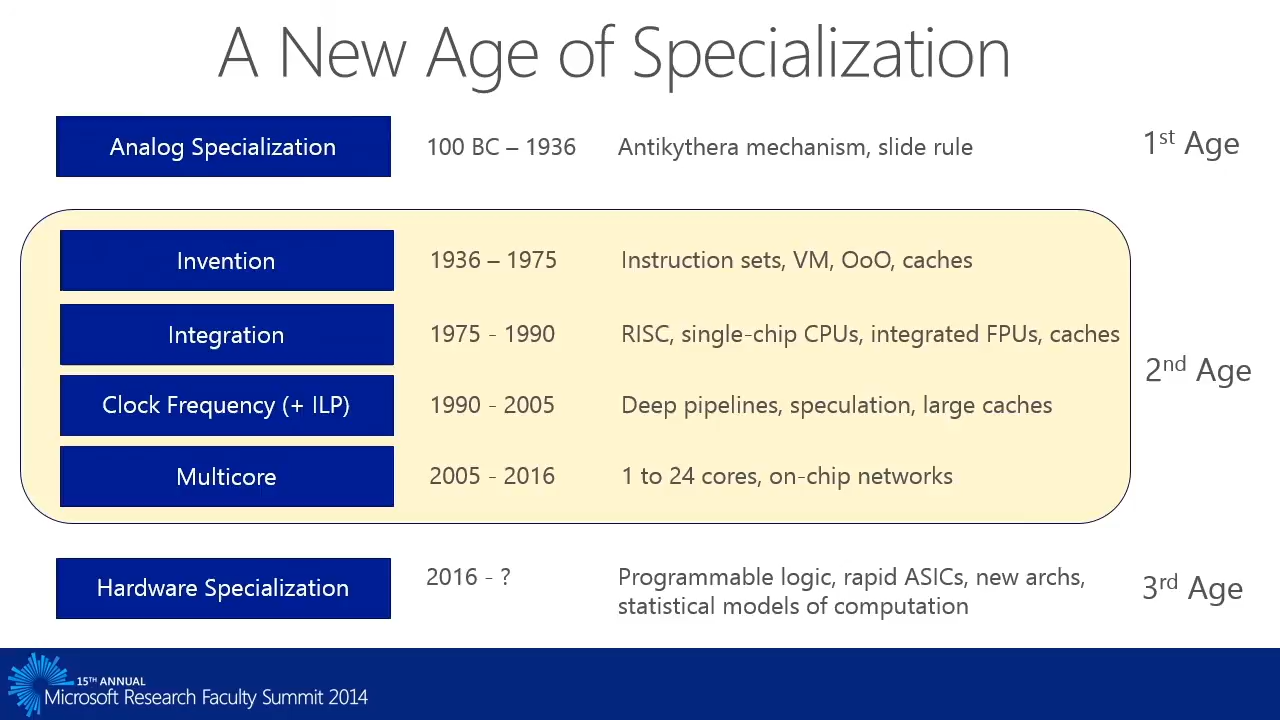 A New Age of Specialization
Analog Specialization 100 BC – 1936 Antikythera mechanism, slide rule 1st Age
Invention 1936 – 1975 Instruction sets, VM, OoO, caches
Integration 1975 - 1990 RISC, single-chip CPUs, integrated FPUs, caches
2nd Age
Clock Frequency (+ ILP) 1990 - 2005 Deep pipelines, speculation, large caches
Multicore 2005 - 2016 1 to 24 cores, on-chip networks
Hardware Specialization 2016 - ? Programmable logic, rapid ASICs, new archs,
statistical models of computation
3rd Age
15TH ANNUAL
Microsoft Research Faculty Summit 2014